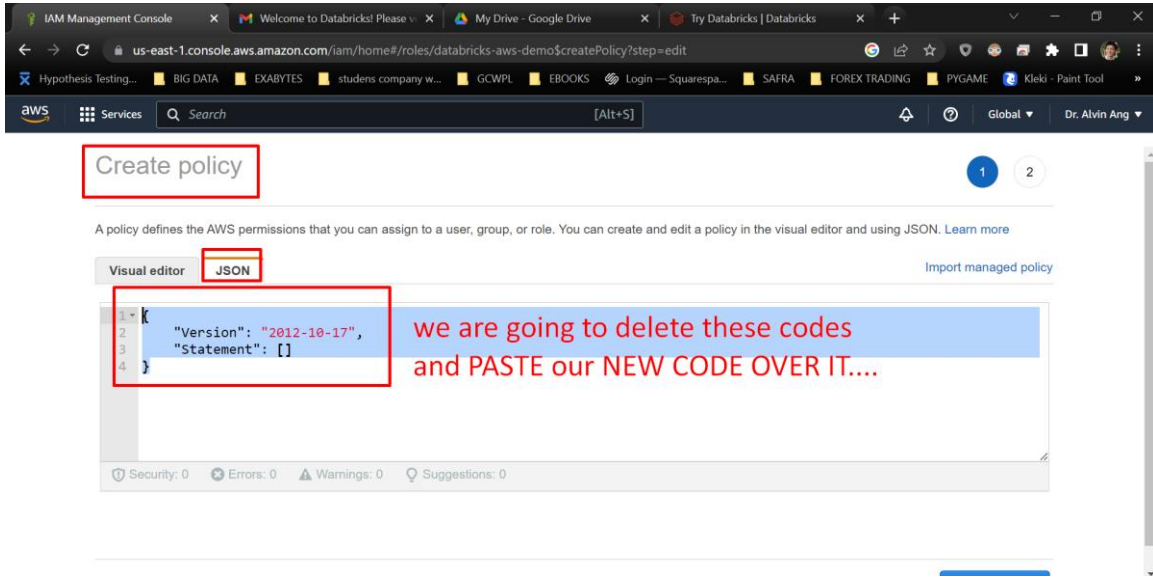 IAM Management Console
Welcome to Databricks! Please v
My Drive - Google Drive
Try Databricks | Databricks
us-east-1.console.aws.amazon.com/iam/home#/roles/databricks-aws-demo$createPolicy?step=edit
Hypothesis Testing...
BIG DATA
EXABYTES
studens company w...
GCWPL
EBOOKS
Login — Squarespa...
SAFRA
FOREX TRADING
PYGAME
Kleki - Paint Tool
»
aws
Services
Search
[Alt+S]
Global
Dr. Alvin Ang
Create policy
1
2
A policy defines the AWS permissions that you can assign to a user, group, or role. You can create and edit a policy in the visual editor and using JSON. Learn more
Visual editor
JSON
Import managed policy
1 {
2 "Version": "2012-10-17",
3 "Statement": []
4 }
we are going to delete these codes
and PASTE our NEW CODE OVER IT....
Security: 0
Errors: 0
Warnings: 0
Suggestions: 0